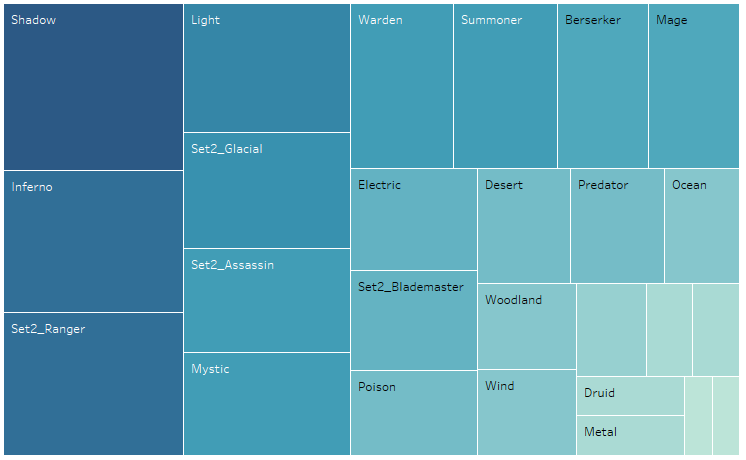 Shadow
Light
Warden
Summoner
Berserker
Mage
Set2_Glacial
Inferno
Electric
Desert
Predator
Ocean
Set2_Assassin
Set2_Blademaster
Woodland
Set2_Ranger
Mystic
Poison
Wind
Druid
Metal